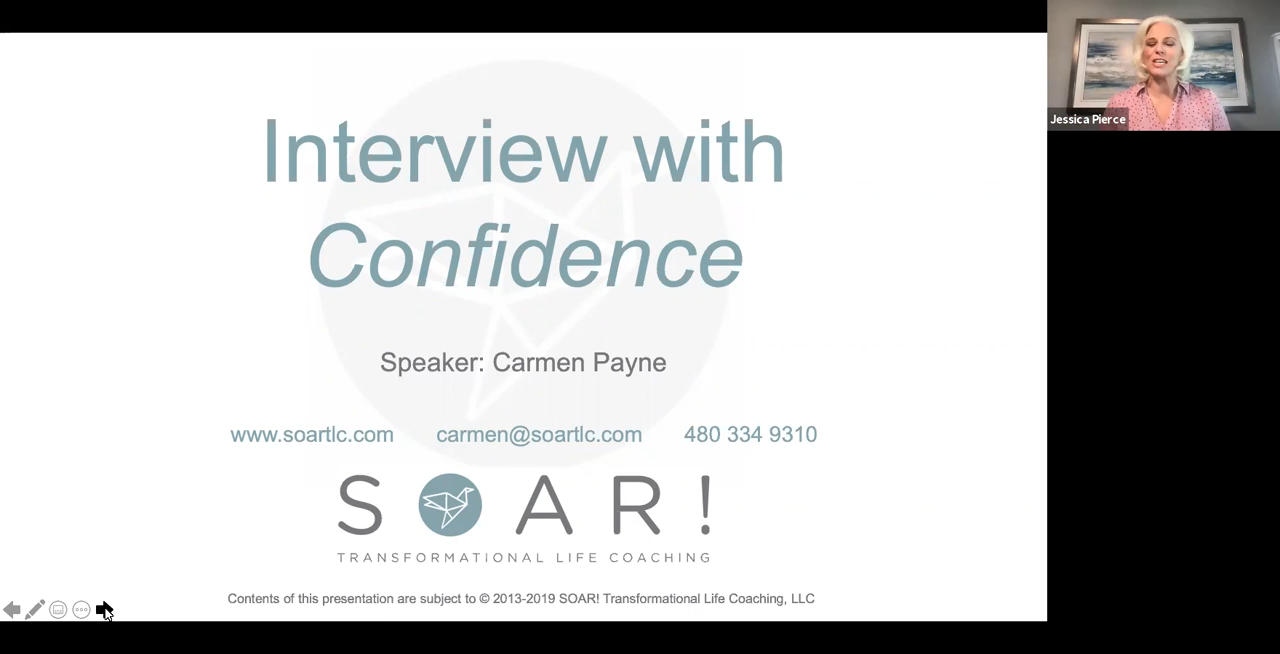 Interview with
Confidence
Speaker: Carmen Payne
www.soartlc.com carmen@soartlc.com 480 334 9310
SOAR!
TRANSFORMATIONAL LIFE COACHING
Contents of this presentation are subject to © 2013-2019 SOAR! Transformational Life Coaching, LLC
Jessica Pierce